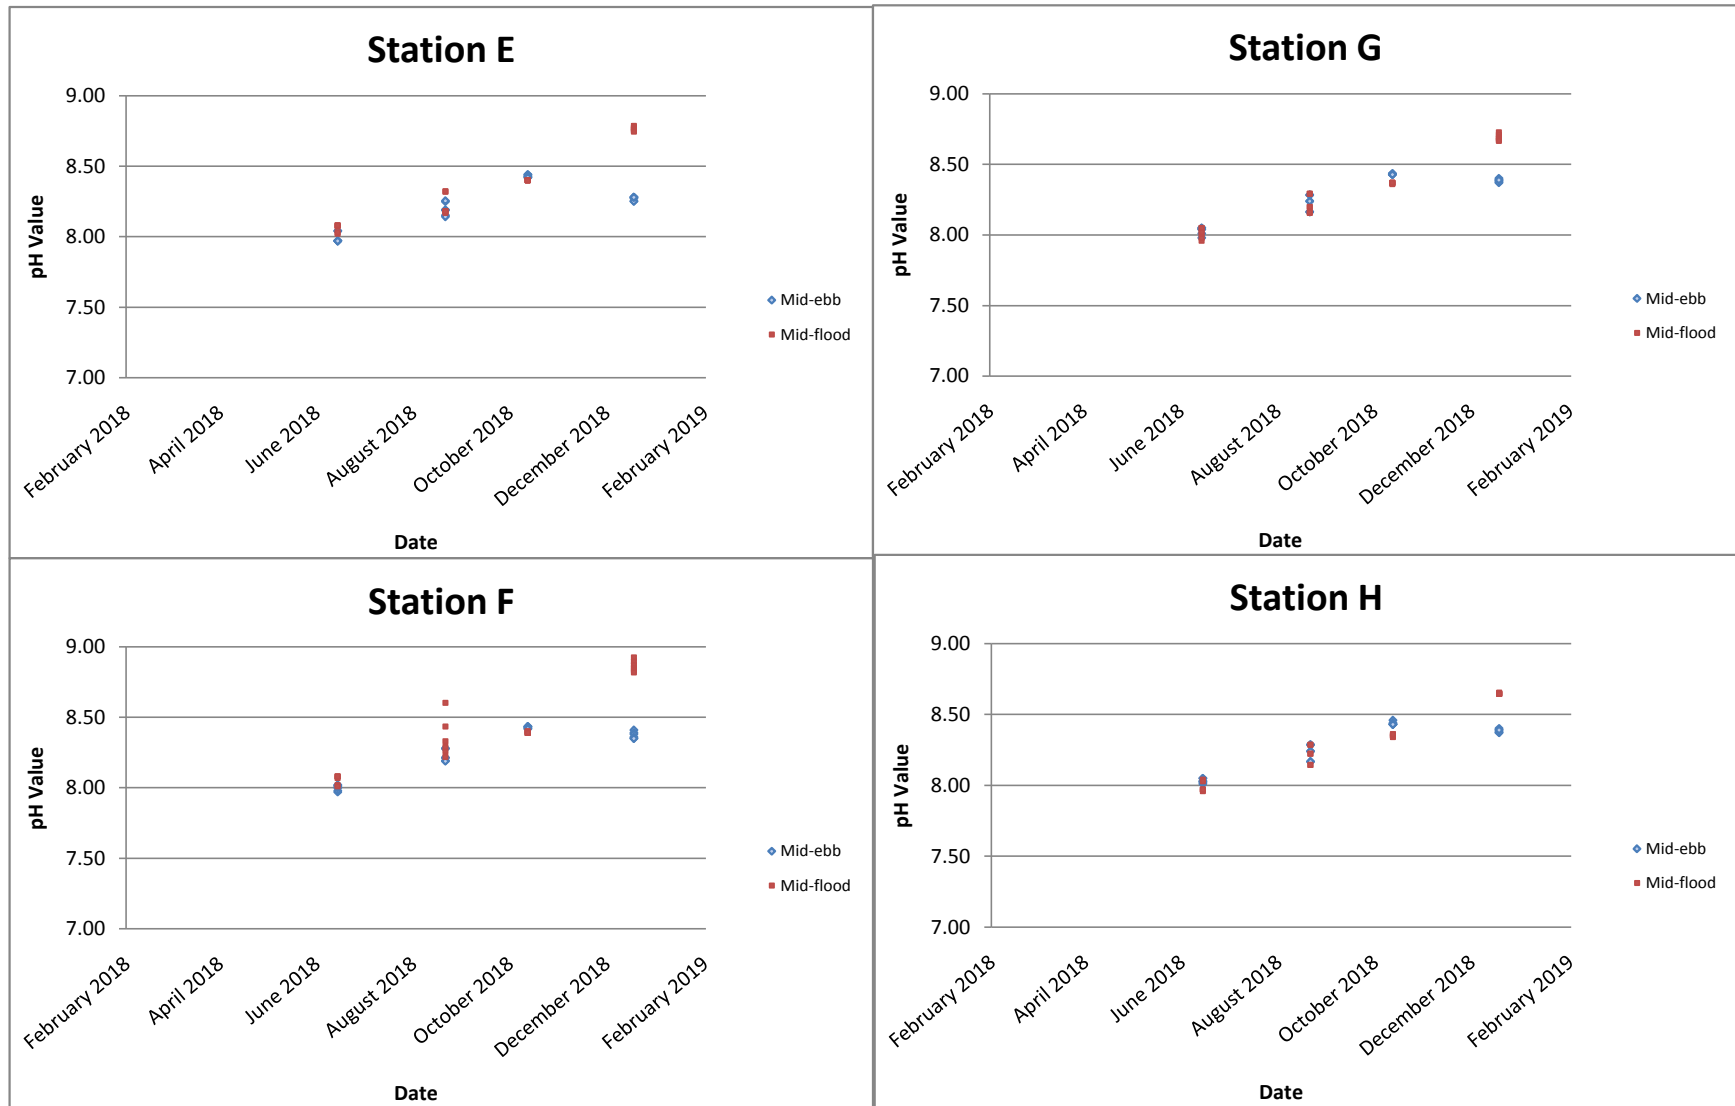 Station E
9.00
8.50
8.00
7.50
7.00
pH Value
Mid-ebb
Mid-flood
February 2018
April 2018
June 2018
August 2018
October 2018
December 2018
February 2019
Date
Station G
9.00
8.50
8.00
7.50
7.00
pH Value
Mid-ebb
Mid-flood
February 2018
April 2018
June 2018
August 2018
October 2018
December 2018
February 2019
Date
Station F
9.00
8.50
8.00
7.50
7.00
pH Value
Mid-ebb
Mid-flood
February 2018
April 2018
June 2018
August 2018
October 2018
December 2018
February 2019
Date
Station H
9.00
8.50
8.00
7.50
7.00
pH Value
Mid-ebb
Mid-flood
February 2018
April 2018
June 2018
August 2018
October 2018
December 2018
February 2019
Date